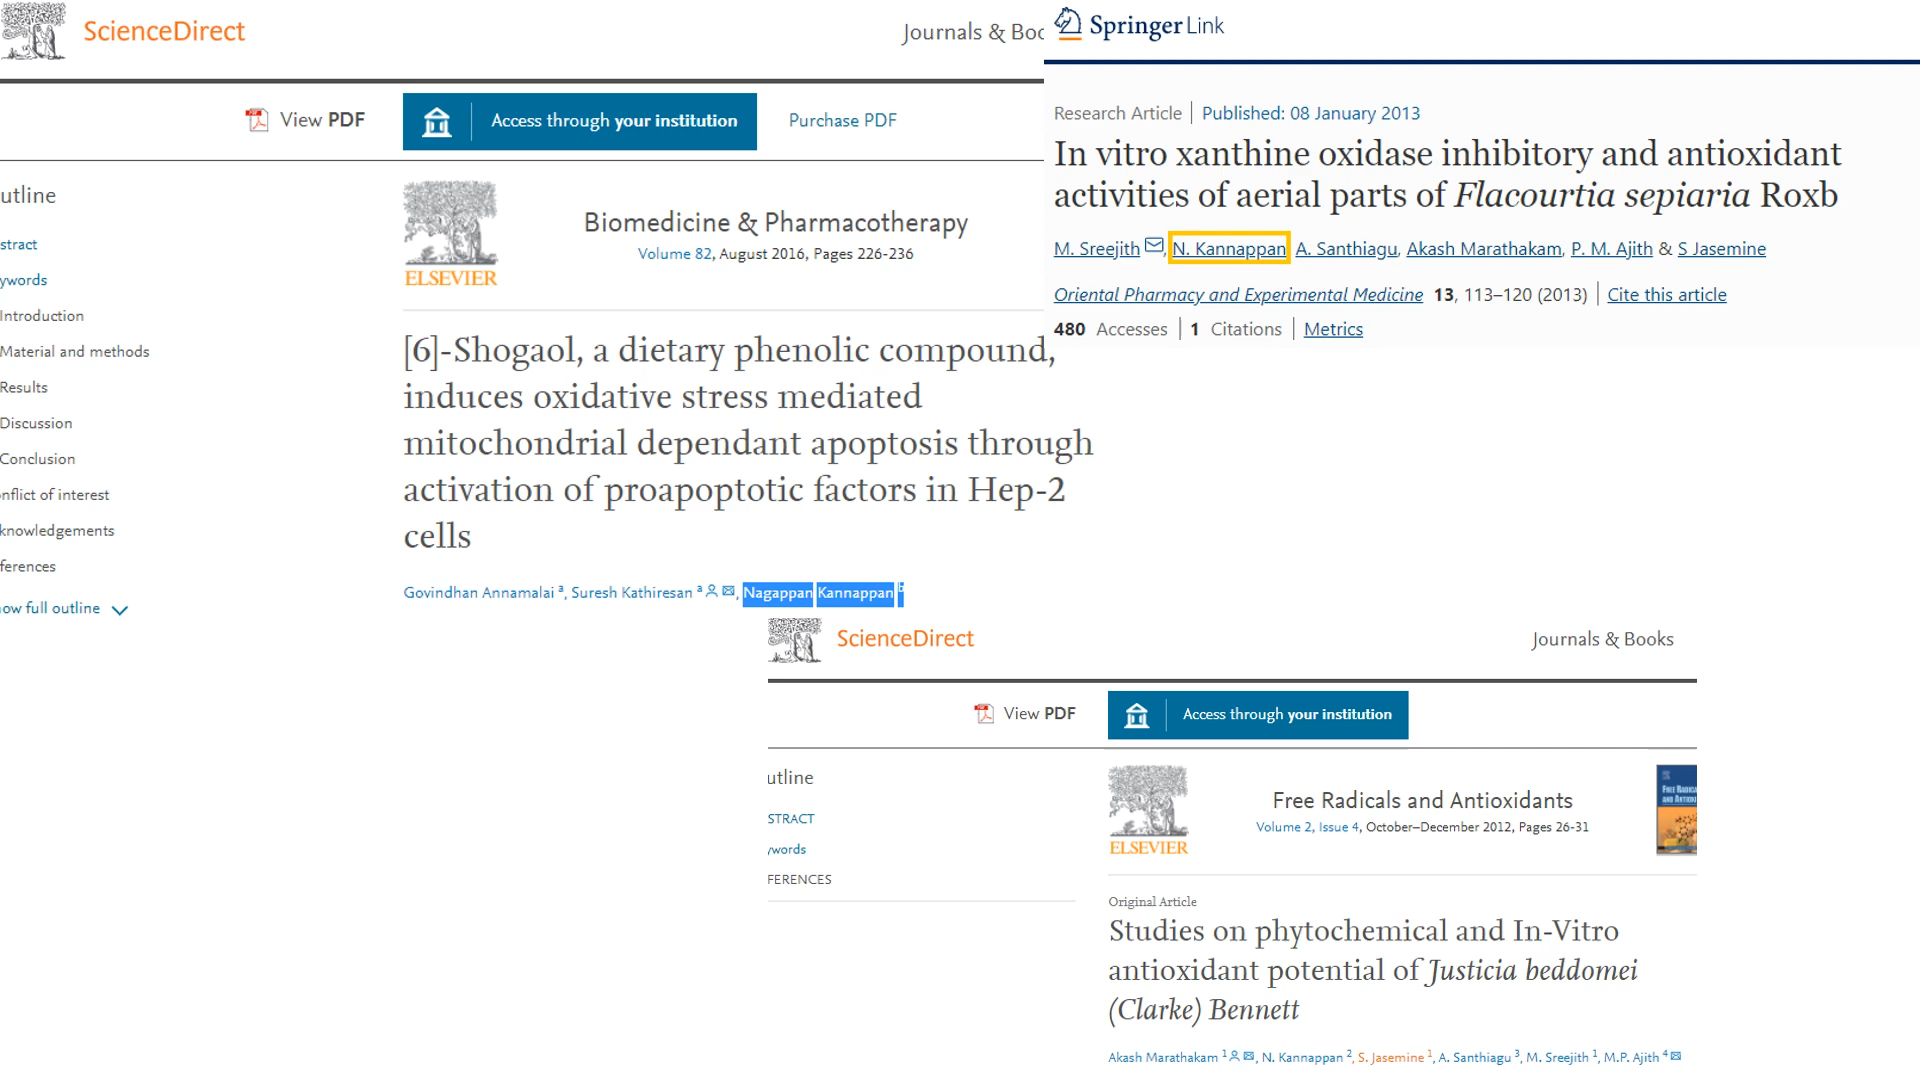 ScienceDirect
Journals & Boo
View PDF
Access through your institution
Purchase PDF
utline
stract
ywords
Introduction
Material and methods
Results
Discussion
Conclusion
onflict of interest
knowledgements
ferences
ow full outline
ELSEVIER
Biomedicine & Pharmacotherapy
Volume 82, August 2016, Pages 226-236
[6]-Shogaol, a dietary phenolic compound,
induces oxidative stress mediated
mitochondrial dependant apoptosis through
activation of proapoptotic factors in Hep-2
cells
Govindhan Annamalai a, Suresh Kathiresan a, Nagappan Kannappan b
Springer Link
Research Article | Published: 08 January 2013
In vitro xanthine oxidase inhibitory and antioxidant
activities of aerial parts of Flacourtia sepiaria Roxb
M. Sreejith, N. Kannappan, A. Santhiagu, Akash Marathakam, P. M. Ajith & S Jasemine
Oriental Pharmacy and Experimental Medicine 13, 113–120 (2013) | Cite this article
480 Accesses | 1 Citations | Metrics
ScienceDirect
Journals & Books
View PDF
Access through your institution
utline
STRACT
ywords
FERENCES
ELSEVIER
Free Radicals and Antioxidants
Volume 2, Issue 4, October–December 2012, Pages 26-31
Original Article
Studies on phytochemical and In-Vitro
antioxidant potential of Justicia beddomei
(Clarke) Bennett
Akash Marathakam 1, N. Kannappan 2, S. Jasemine 1, A. Santhiagu 3, M. Sreejith 1, M.P. Ajith 4